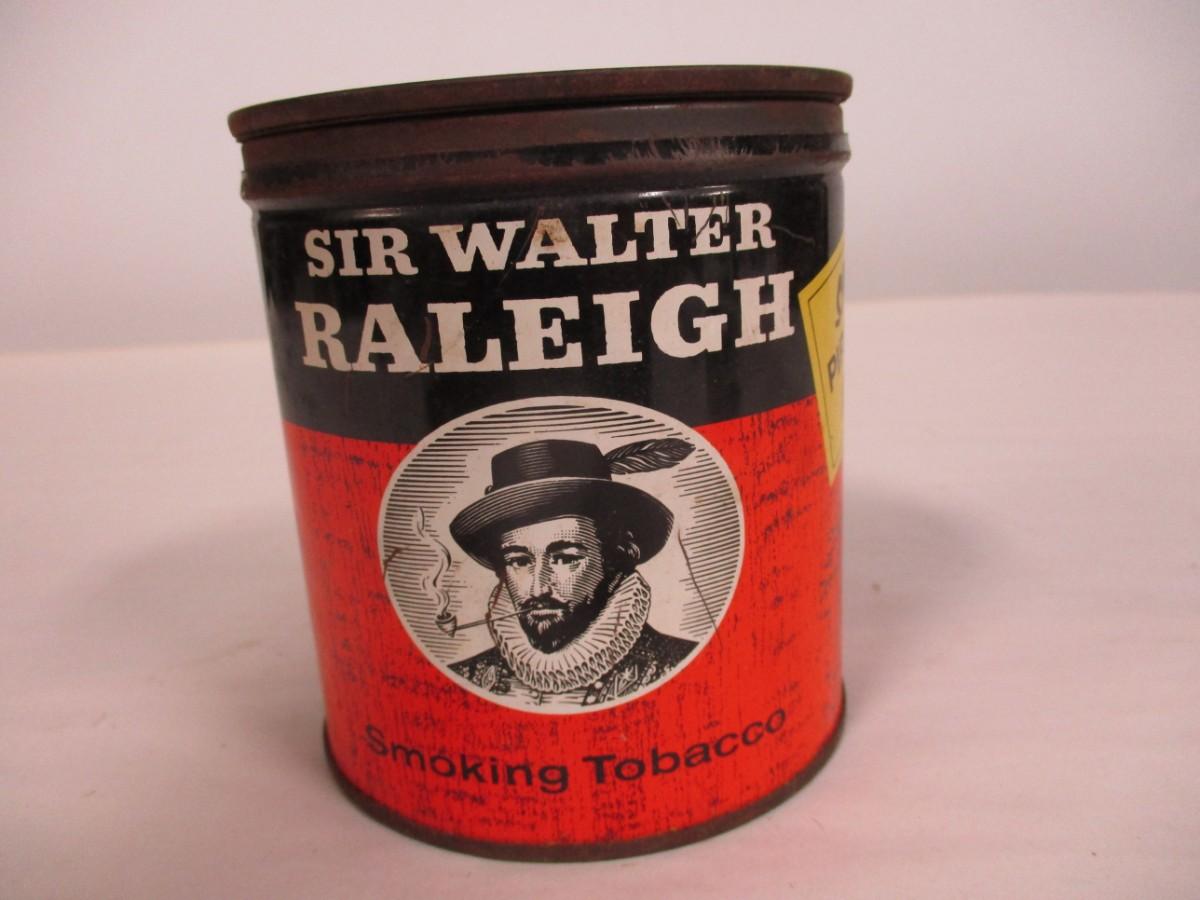 SIR WALTER
RALEIGH
Smoking Tobacco